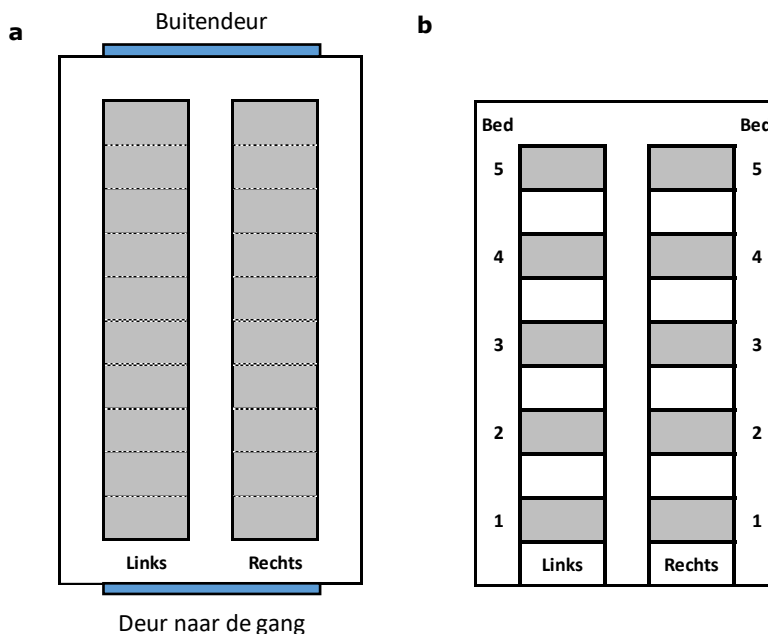 a
Buitendeur
Links Rechts
Deur naar de gang
b
Bed Bed
5 5
4 4
3 3
2 2
1 1
Links Rechts